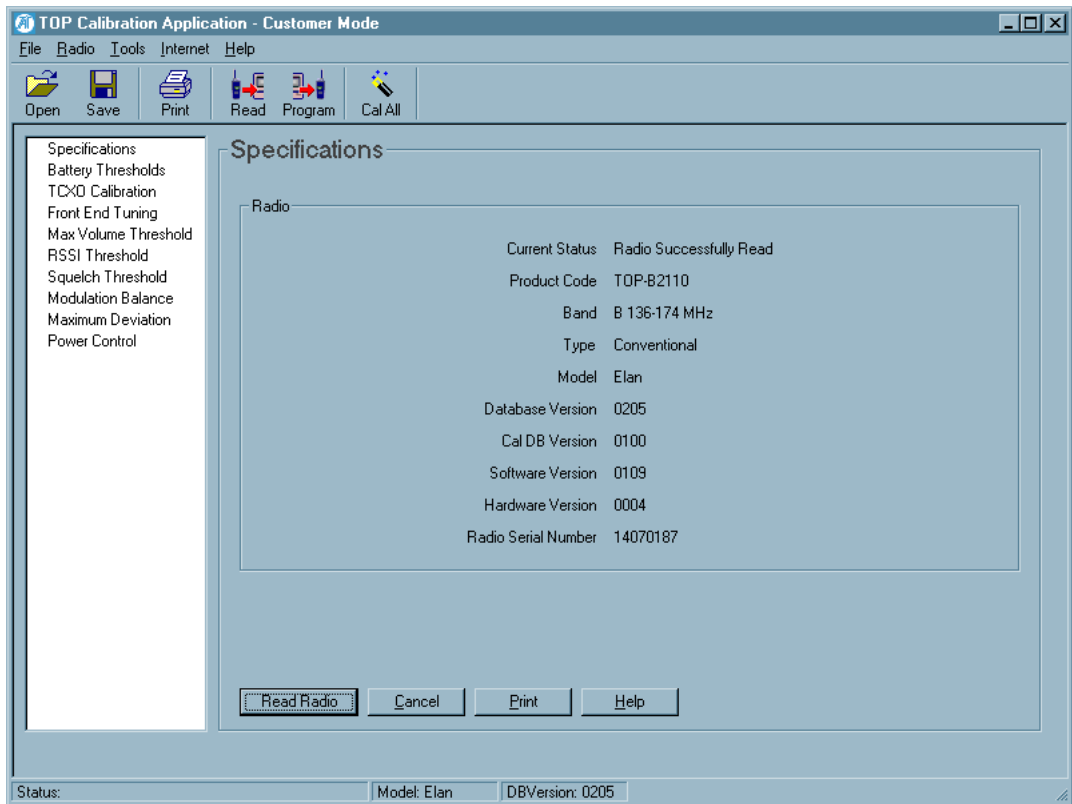 TOP Calibration Application - Customer Mode
File Radio Tools Internet Help
Open Save Print Read Program Cal All
Specifications
Battery Thresholds
TCXO Calibration
Front End Tuning
Max Volume Threshold
RSSI Threshold
Squelch Threshold
Modulation Balance
Maximum Deviation
Power Control
Specifications
Radio
Current Status Radio Successfully Read
Product Code TOP-B2110
Band B 136-174 MHz
Type Conventional
Model Elan
Database Version 0205
Cal DB Version 0100
Software Version 0109
Hardware Version 0004
Radio Serial Number 14070187
Read Radio Cancel Print Help
Status: Model: Elan DBVersion: 0205